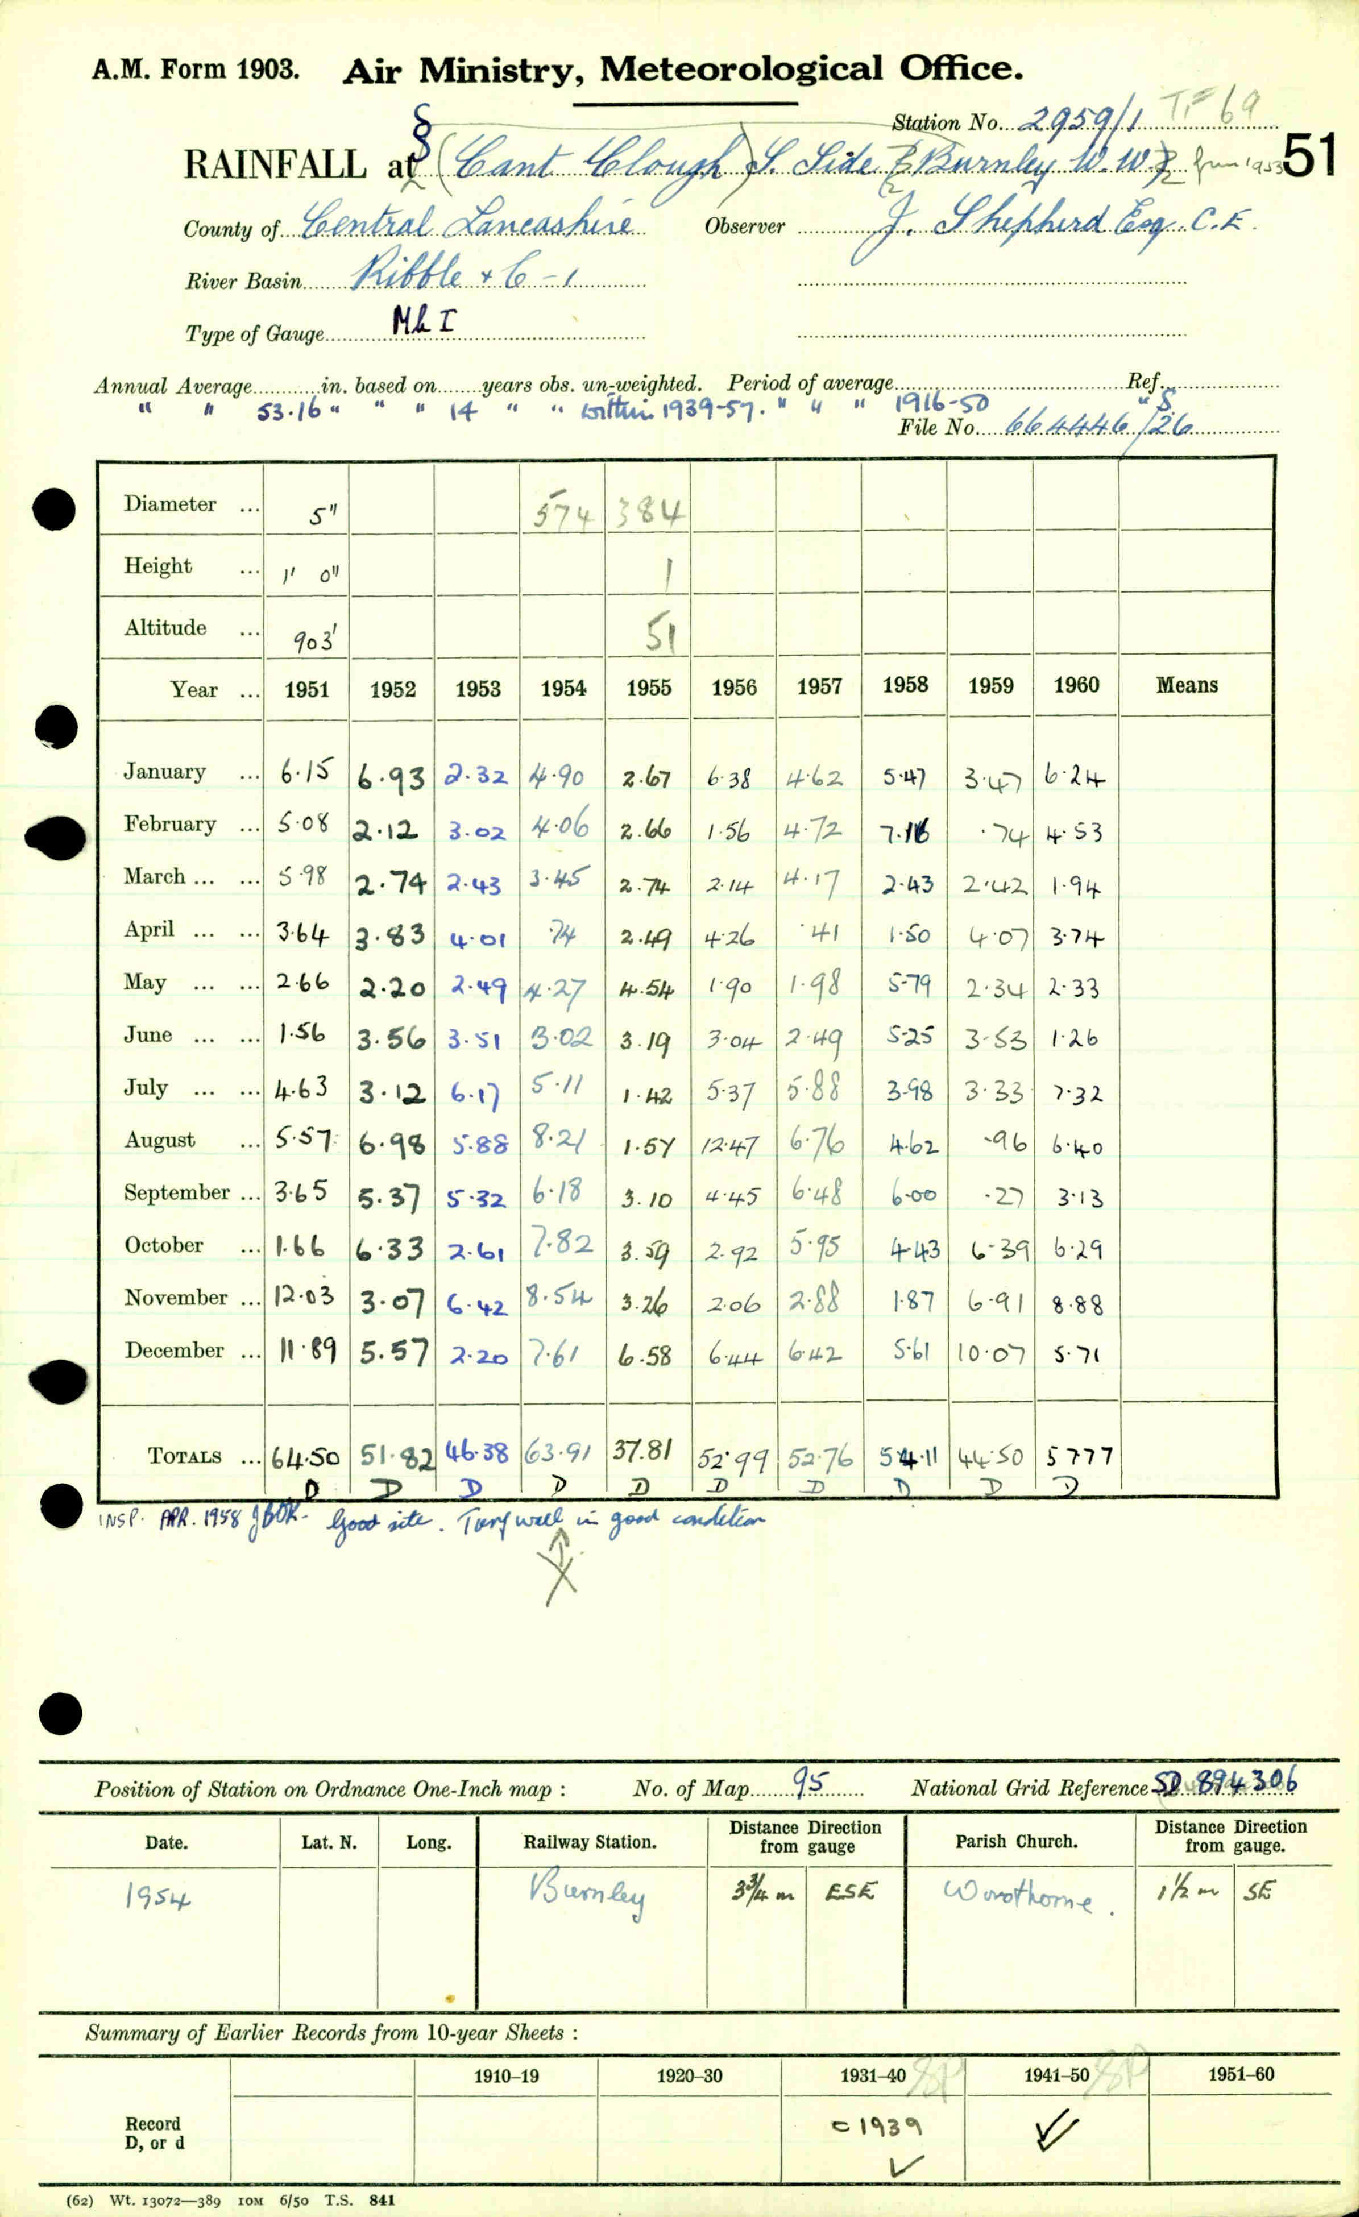 A.M. Form 1903. Air Ministry, Meteorological Office.
Station No. 2959/1 TF 69
RAINFALL at § (Cant Clough) S. Side Burnley W.W. from 1953 51
County of Central Lancashire Observer J. Shepherd Esq. C.E.
River Basin Ribble + C-1
Type of Gauge Mk I
Annual Average in. based on years obs. un-weighted. Period of average Ref.
" " 53.16 " " " 14 " " within 1939-57. " " " 1916-50 " S.
File No. 664446/26
Diameter ... 5" 574 384
Height ... 1' 0" 1
Altitude ... 903' 51
Year ... 1951 1952 1953 1954 1955 1956 1957 1958 1959 1960 Means
January ... 6.15 6.93 2.32 4.90 2.67 6.38 4.62 5.47 3.47 6.24
February ... 5.08 2.12 3.02 4.06 2.66 1.56 4.72 7.16 .74 4.53
March ... ... 5.98 2.74 2.43 3.45 2.74 2.14 4.17 2.43 2.42 1.94
April ... ... 3.64 3.83 4.01 .74 2.49 4.26 .41 1.50 4.07 3.74
May ... ... 2.66 2.20 2.49 4.27 4.54 1.90 1.98 5.79 2.34 2.33
June ... ... 1.56 3.56 3.51 3.02 3.19 3.04 2.49 5.25 3.53 1.26
July ... ... 4.63 3.12 6.17 5.11 1.42 5.37 5.88 3.98 3.33 7.32
August ... 5.57 6.98 5.88 8.21 1.57 12.47 6.76 4.62 .96 6.40
September ... 3.65 5.37 5.32 6.18 3.10 4.45 6.48 6.00 .27 3.13
October ... 1.66 6.33 2.61 7.82 3.59 2.92 5.95 4.43 6.39 6.29
November ... 12.03 3.07 6.42 8.54 3.26 2.06 2.88 1.87 6.91 8.88
December ... 11.89 5.57 2.20 7.61 6.58 6.44 6.42 5.61 10.07 5.71
TOTALS ... 64.50 51.82 46.38 63.91 37.81 52.99 52.76 54.11 44.50 57.77
D D D D D D D D D D
INSP. APR. 1958 Good site. Turf wall in good condition
Position of Station on Ordnance One-Inch map : No. of Map 95 National Grid Reference SD 894306
Date. Lat. N. Long. Railway Station. Distance Direction from gauge Parish Church. Distance Direction from gauge.
1954 Burnley 3¾ m ESE Worsthorne. 1½ m SE
Summary of Earlier Records from 10-year Sheets :
1910–19 1920–30 1931–40 1941–50 1951–60
Record D, or d c 1939 ✓ ✓
(62) Wt. 13072—389 IOM 6/50 T.S. 841